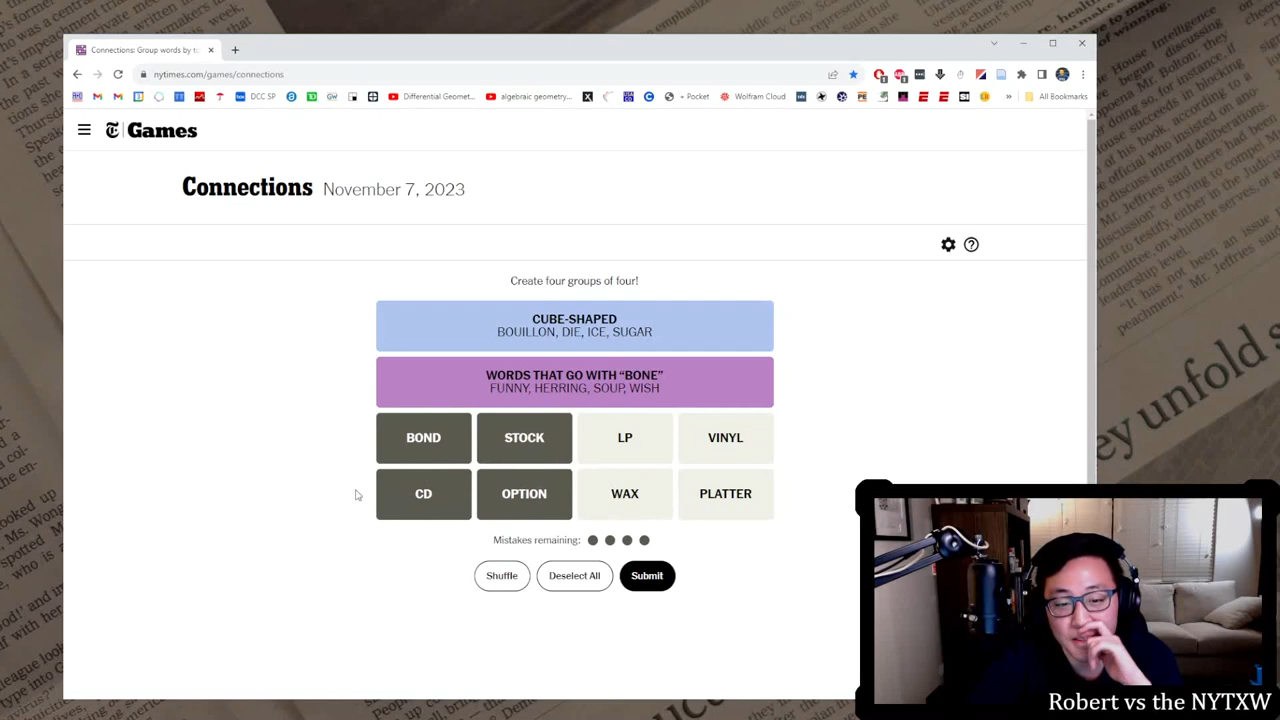 Connections: Group words by to
nytimes.com/games/connections
DCC SP
GW
Differential Geomet...
algebraic geometry...
+ Pocket
Wolfram Cloud
All Bookmarks
Games
Connections November 7, 2023
Create four groups of four!
CUBE-SHAPED
BOUILLON, DIE, ICE, SUGAR
WORDS THAT GO WITH “BONE”
FUNNY, HERRING, SOUP, WISH
BOND STOCK LP VINYL
CD OPTION WAX PLATTER
Mistakes remaining:
Shuffle Deselect All Submit
Robert vs the NYTXW